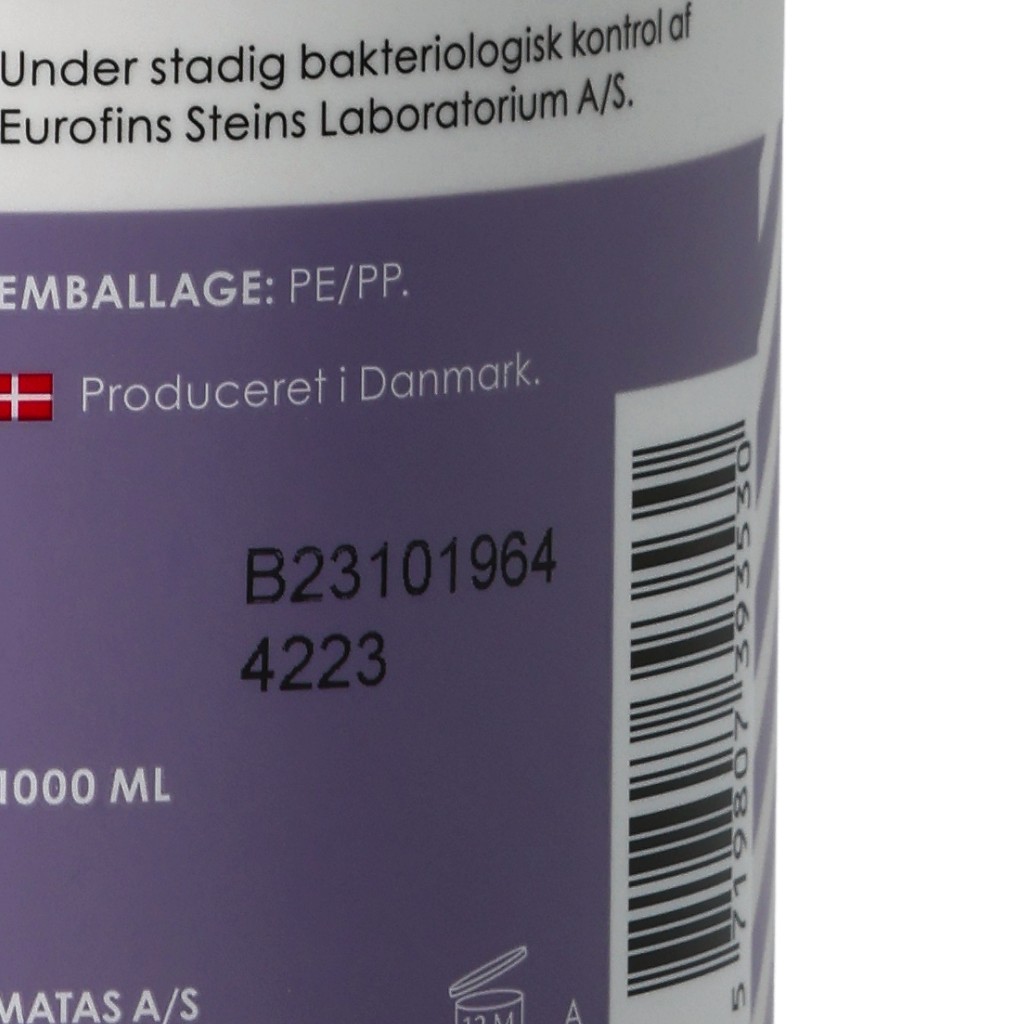 Under stadig bakteriologisk kontrol af
Eurofins Steins Laboratorium A/S.
EMBALLAGE: PE/PP.
Produceret i Danmark.
B23101964
4223
1000 ML
MATAS A/S
12 M
A
5 719807 393530